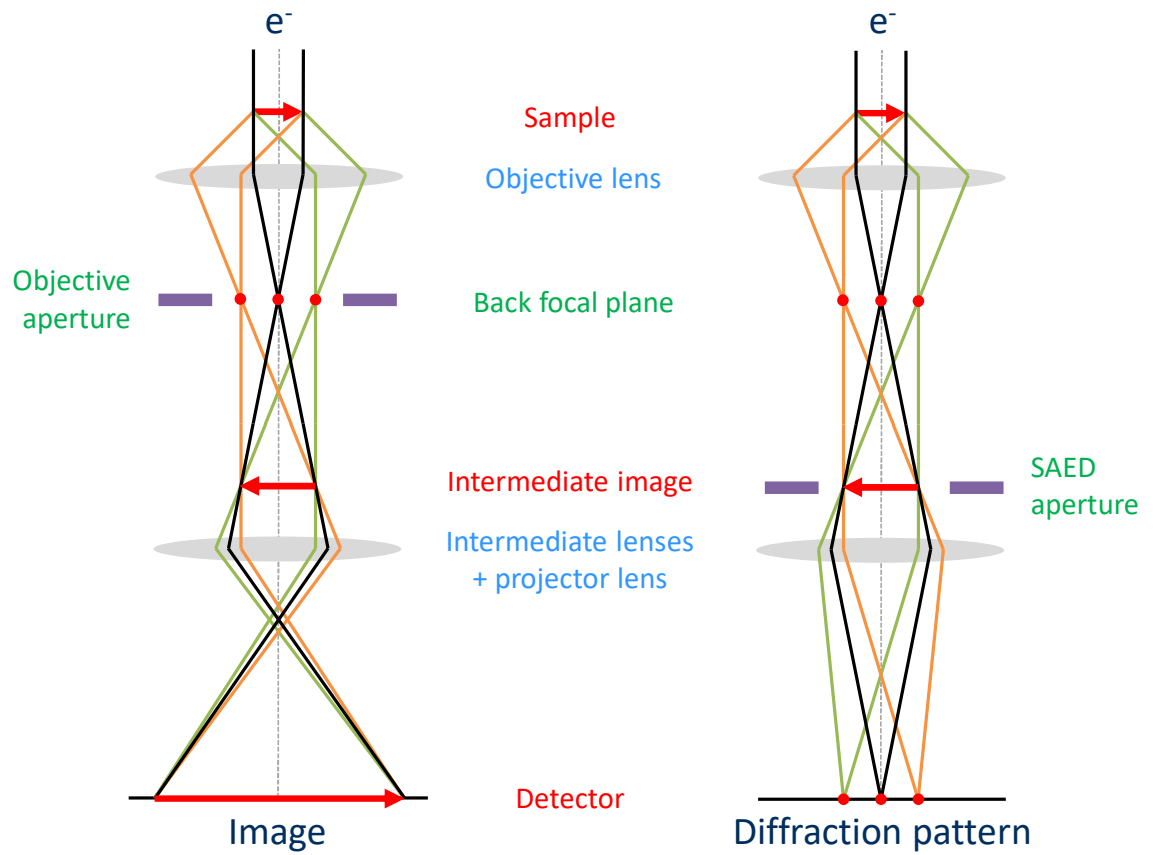 e-
e-
Sample
Objective lens
Objective
aperture
Back focal plane
Intermediate image
SAED
aperture
Intermediate lenses
+ projector lens
Detector
Image
Diffraction pattern